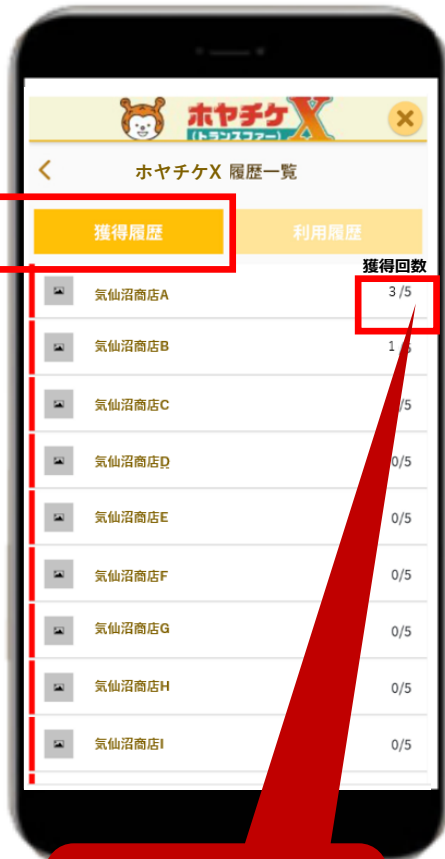 ホヤチケX
(トランスファー)
ホヤチケX 履歴一覧
獲得履歴
利用履歴
獲得回数
気仙沼商店A
3 /5
気仙沼商店B
1
気仙沼商店C
/5
気仙沼商店D
0/5
気仙沼商店E
0/5
気仙沼商店F
0/5
気仙沼商店G
0/5
気仙沼商店H
0/5
気仙沼商店I
0/5